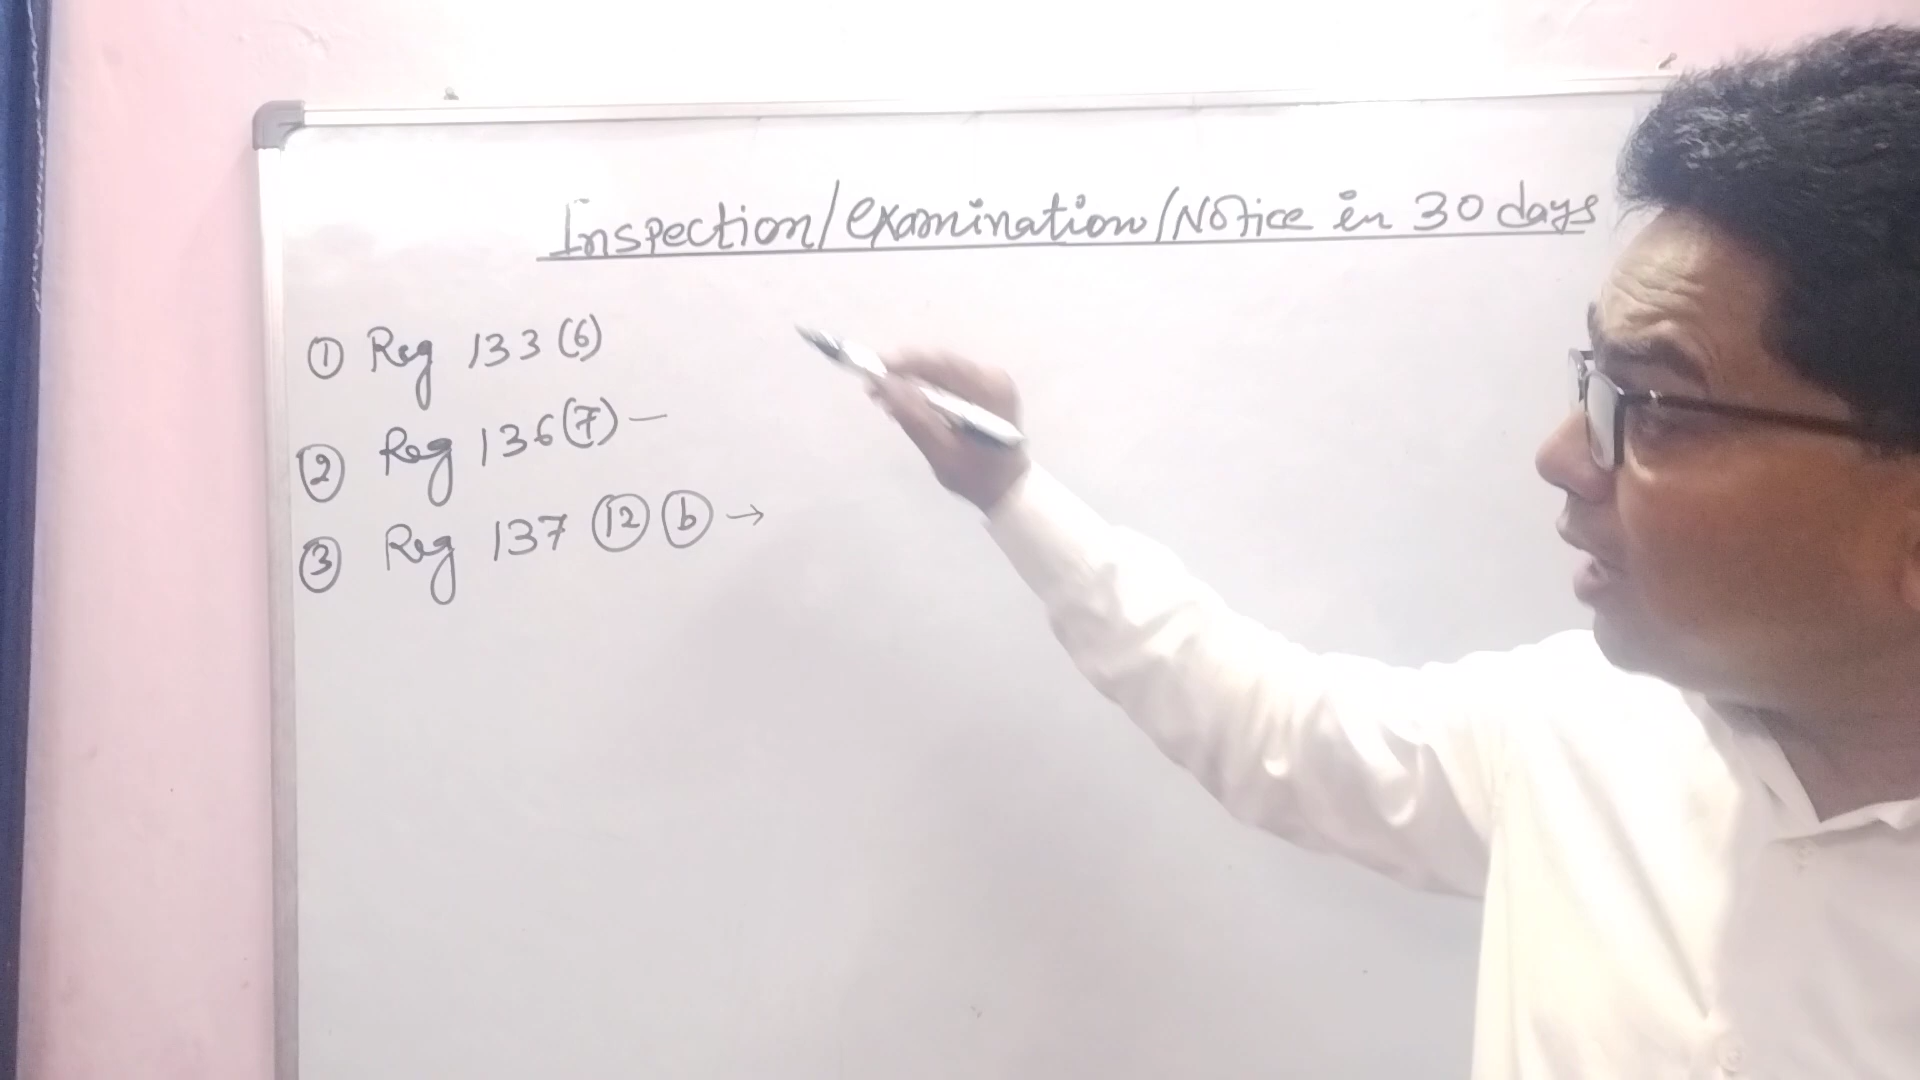 Inspection/examination/Notice in 30 days
① Reg 133 (6)
② Reg 136 (7) —
③ Reg 137 ⑫ ⓑ →